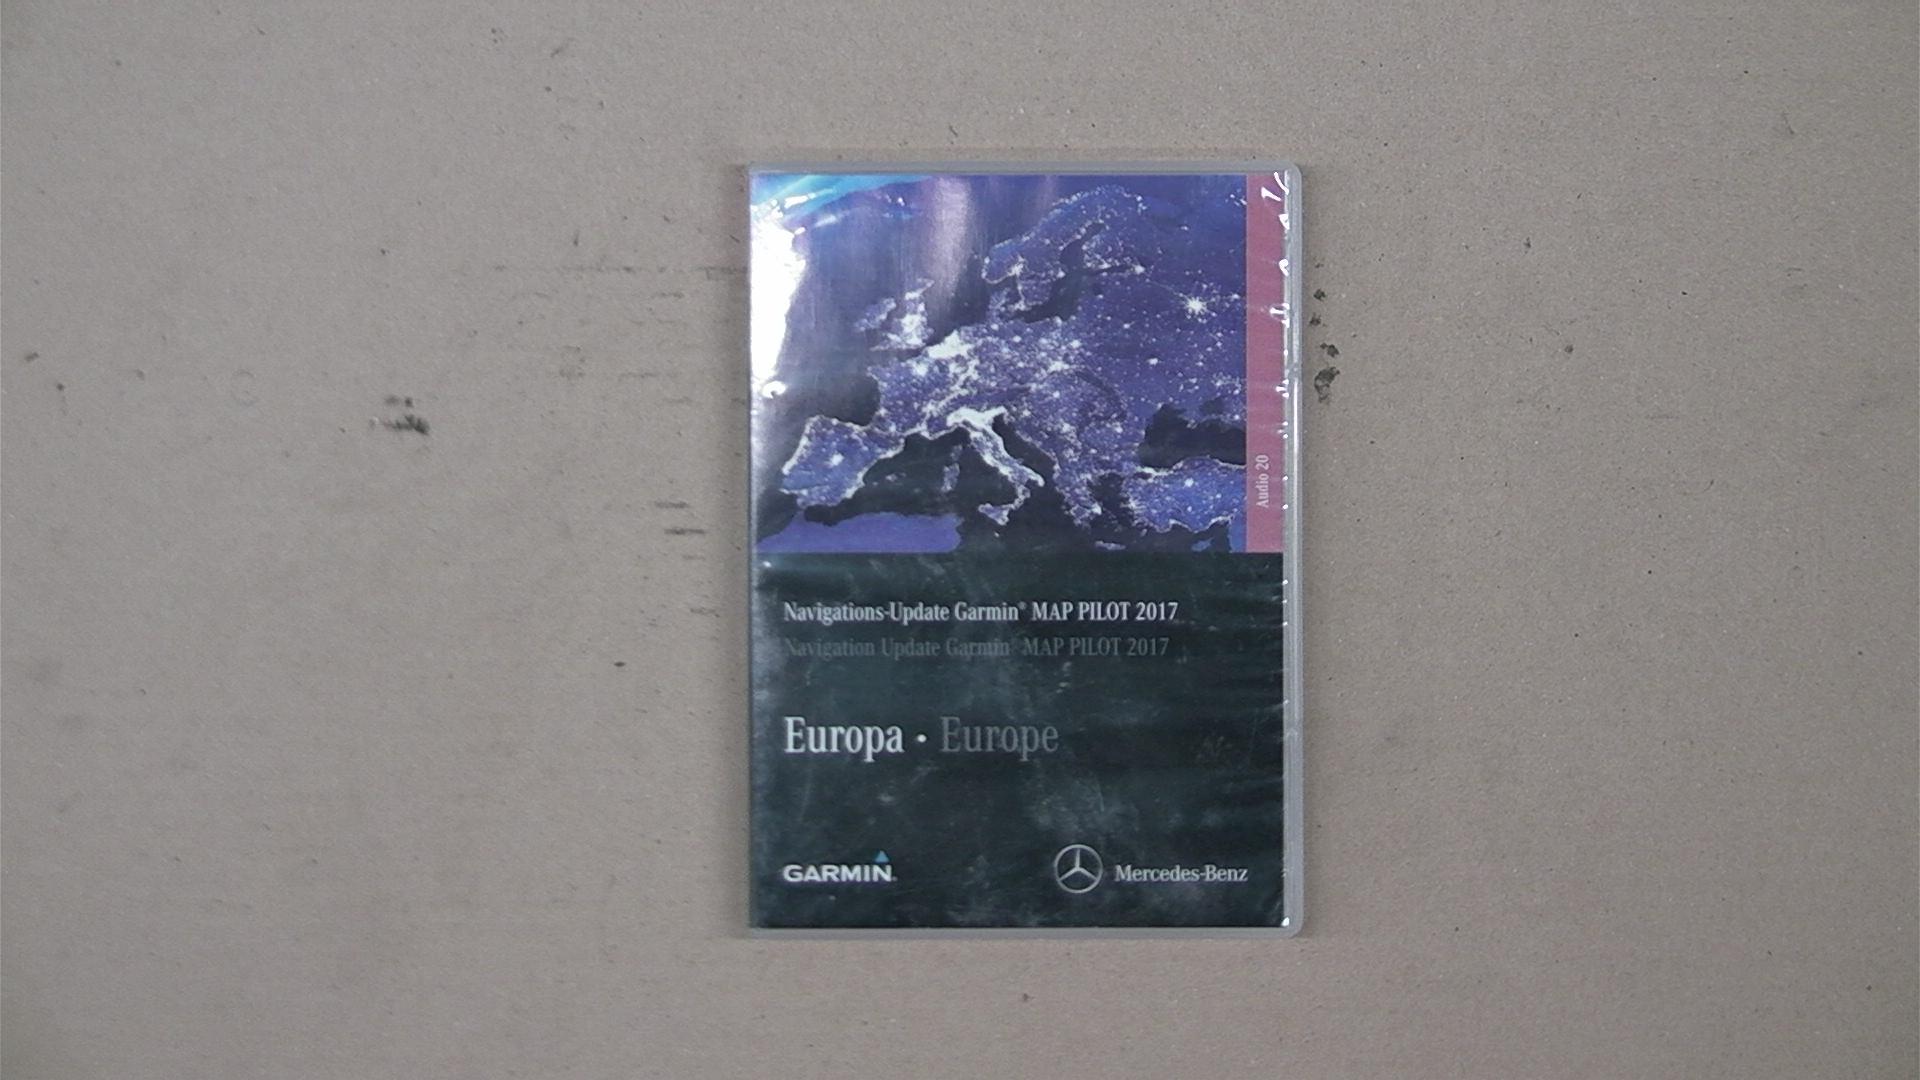 Audio 20
Navigations-Update Garmin® MAP PILOT 2017
Navigation Update Garmin® MAP PILOT 2017
Europa • Europe
GARMIN
Mercedes-Benz